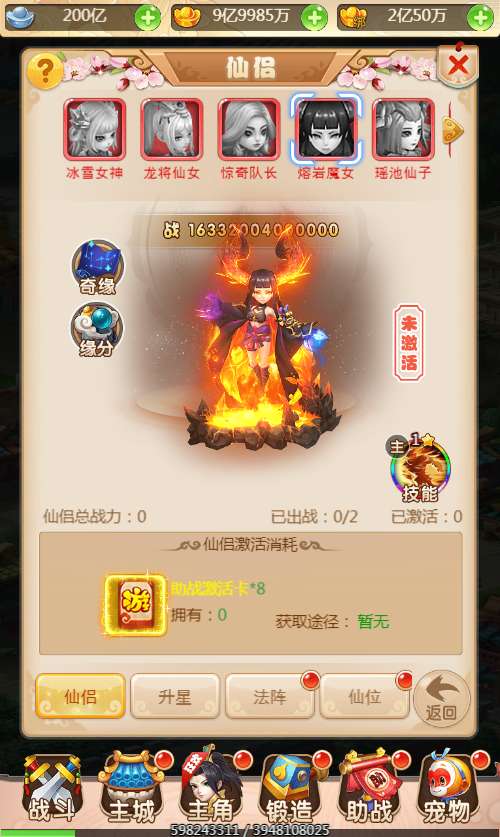 200亿
9亿9985万
2亿50万
?
仙侣
冰雪女神
龙将仙女
惊奇队长
熔岩魔女
瑶池仙子
战 16332004000000
奇缘
缘分
未激活
主 1
技能
仙侣总战力：0
已出战：0/2
已激活：0
仙侣激活消耗
游
助战激活卡*8
拥有：0
获取途径：暂无
仙侣
升星
法阵
仙位
返回
战斗
主城
主角
锻造
助战
宠物
598243311 / 3948108025